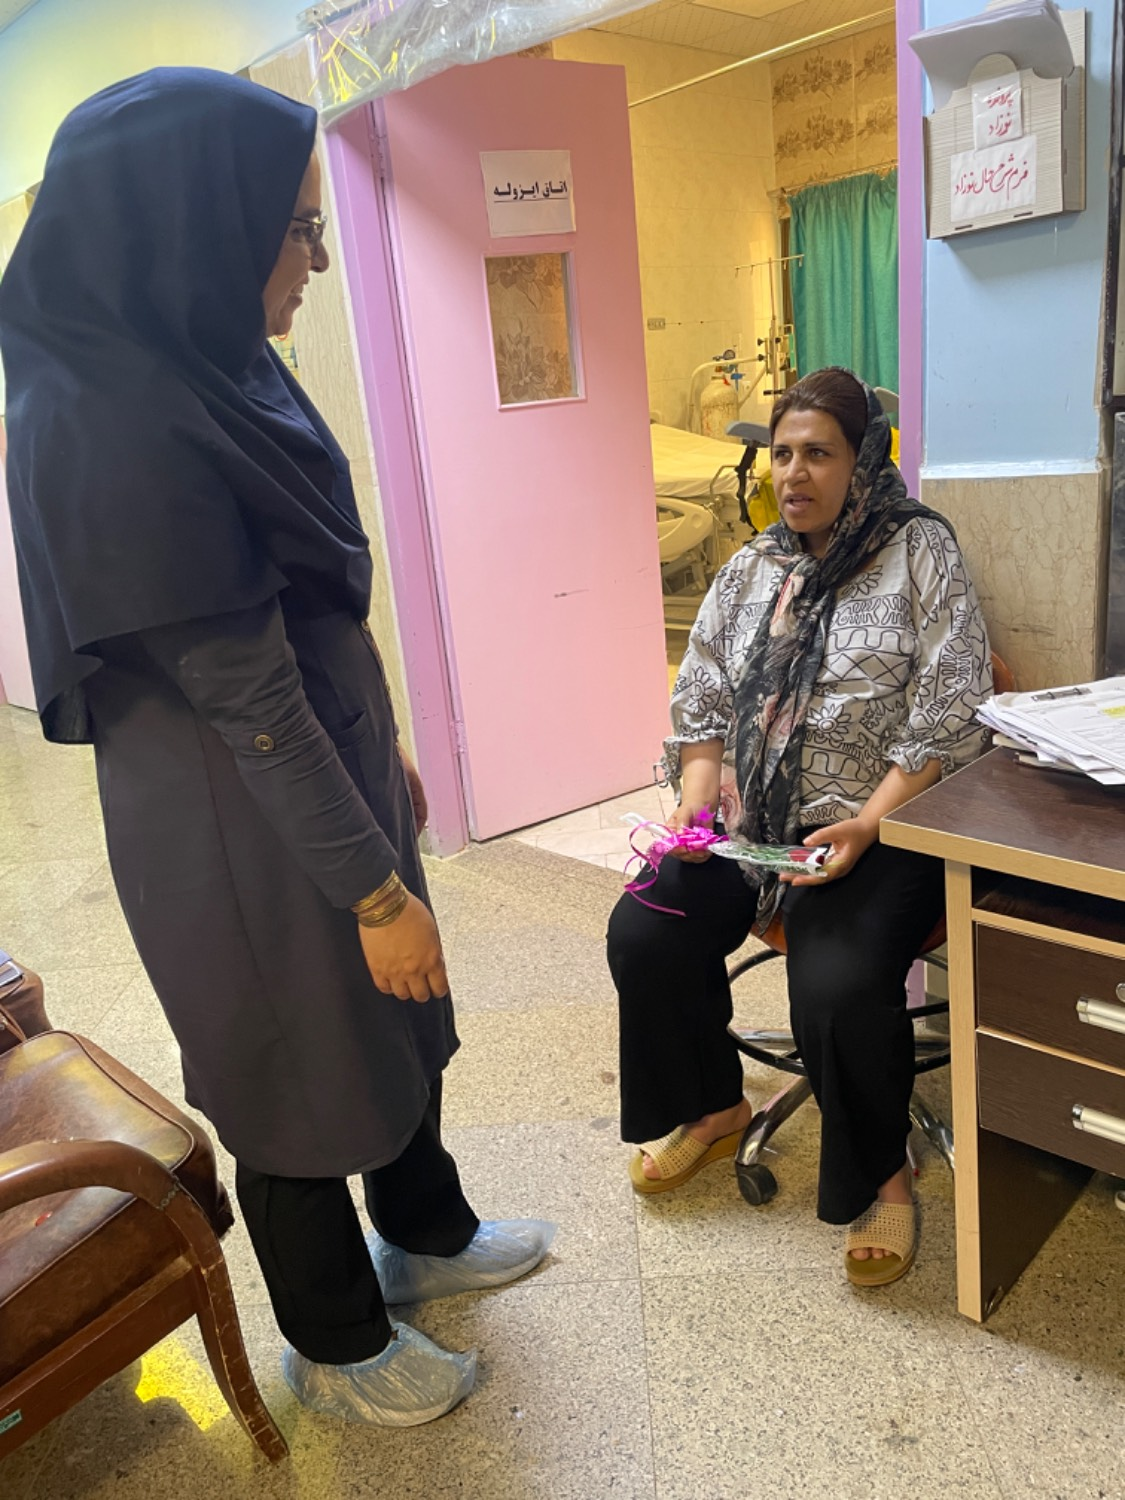 اتاق ایزوله
پرونده
نوزاد
فرم شرح حال نوزاد